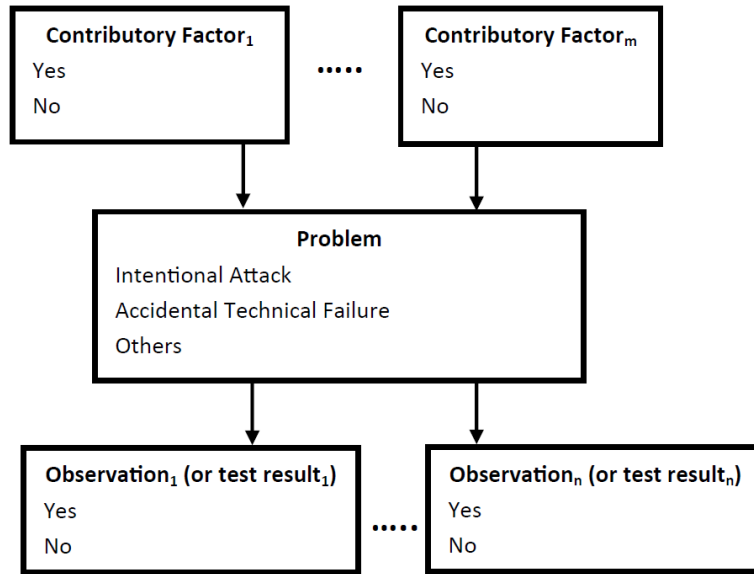 Contributory Factor₁
Yes
No
.....
Contributory Factorₘ
Yes
No
Problem
Intentional Attack
Accidental Technical Failure
Others
Observation₁ (or test result₁)
Yes
No
.....
Observationₙ (or test resultₙ)
Yes
No